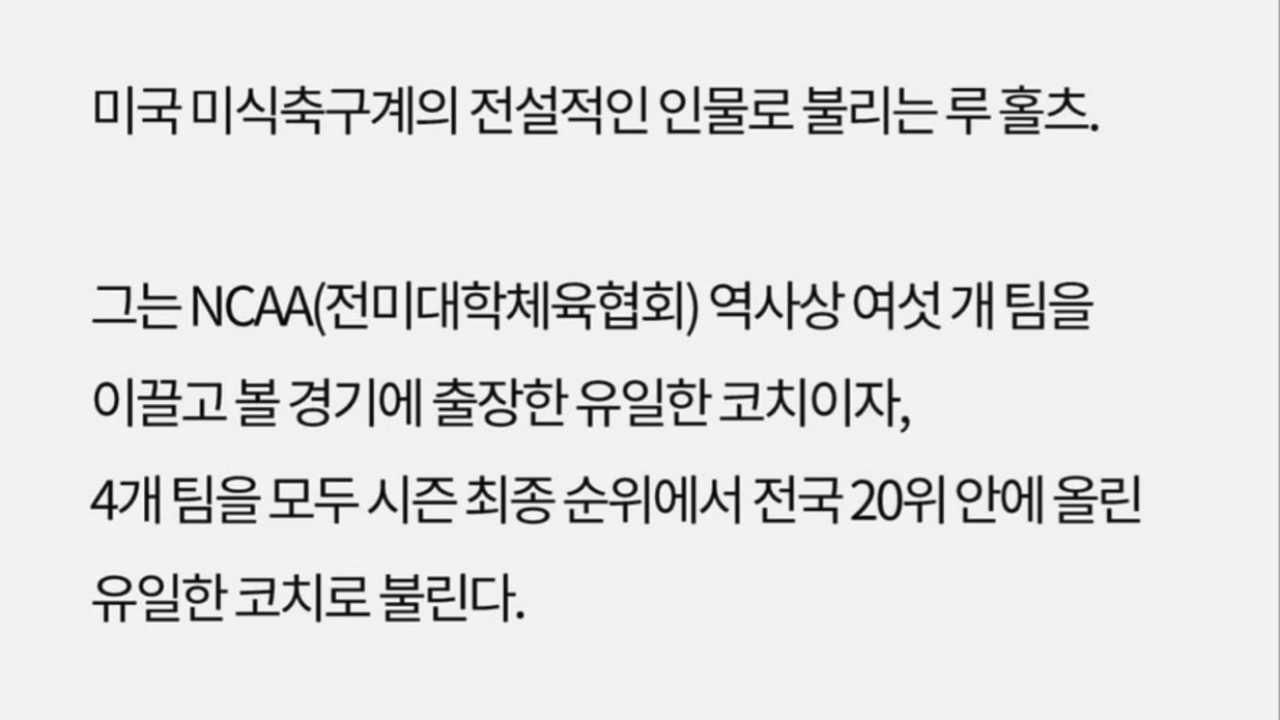 미국 미식축구계의 전설적인 인물로 불리는 루 홀츠.
그는 NCAA(전미대학체육협회) 역사상 여섯 개 팀을
이끌고 볼 경기에 출장한 유일한 코치이자,
4개 팀을 모두 시즌 최종 순위에서 전국 20위 안에 올린
유일한 코치로 불린다.